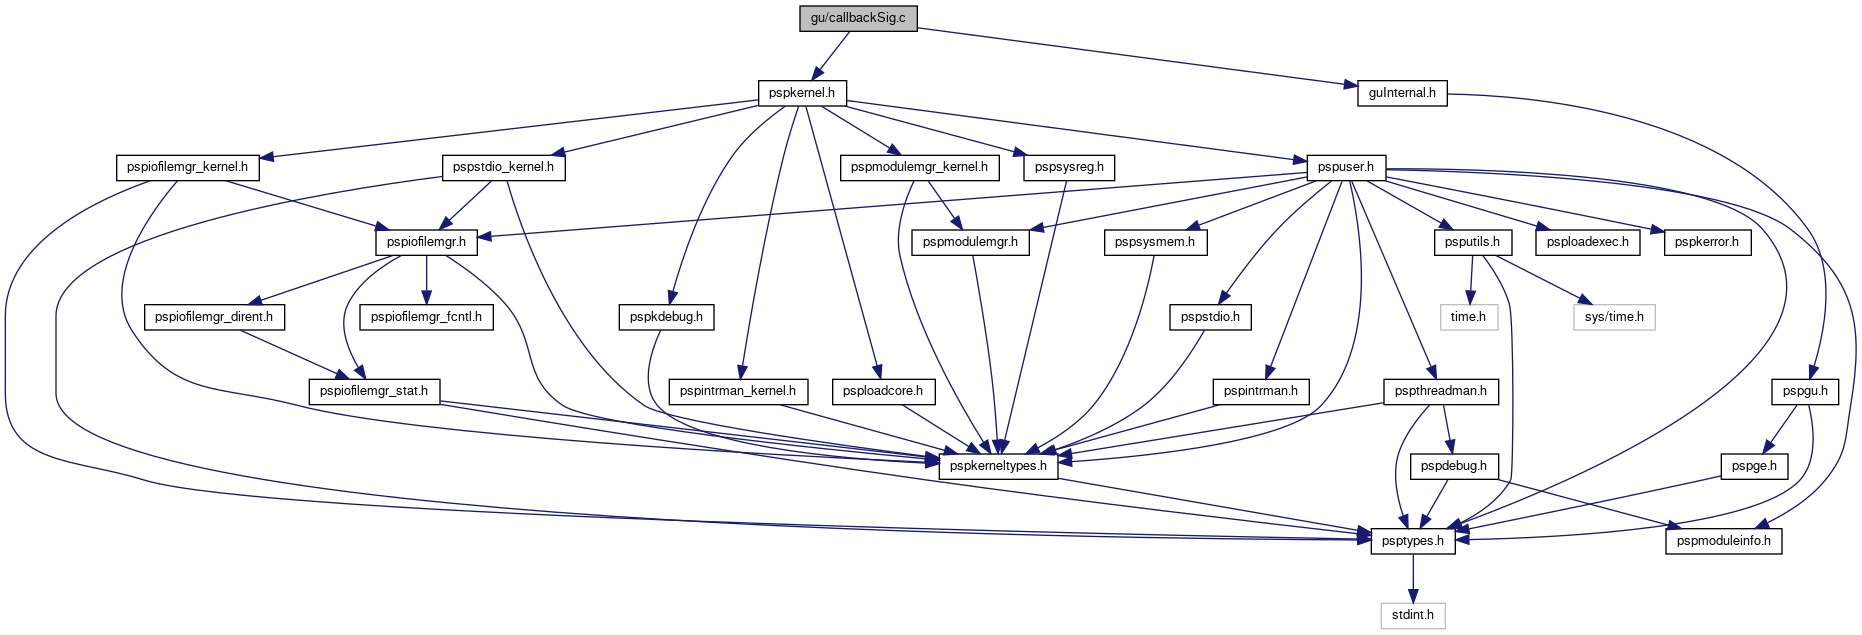 gu/callbackSig.c
pspkernel.h
guInternal.h
pspiofilemgr_kernel.h
pspstdio_kernel.h
pspmodulemgr_kernel.h
pspsysreg.h
pspuser.h
pspiofilemgr.h
pspmodulemgr.h
pspsysmem.h
psputils.h
psploadexec.h
pspkerror.h
pspiofilemgr_dirent.h
pspiofilemgr_fcntl.h
pspkdebug.h
pspstdio.h
time.h
sys/time.h
pspiofilemgr_stat.h
pspintrman_kernel.h
psploadcore.h
pspintrman.h
pspthreadman.h
pspgu.h
pspkerneltypes.h
pspdebug.h
pspge.h
psptypes.h
pspmoduleinfo.h
stdint.h